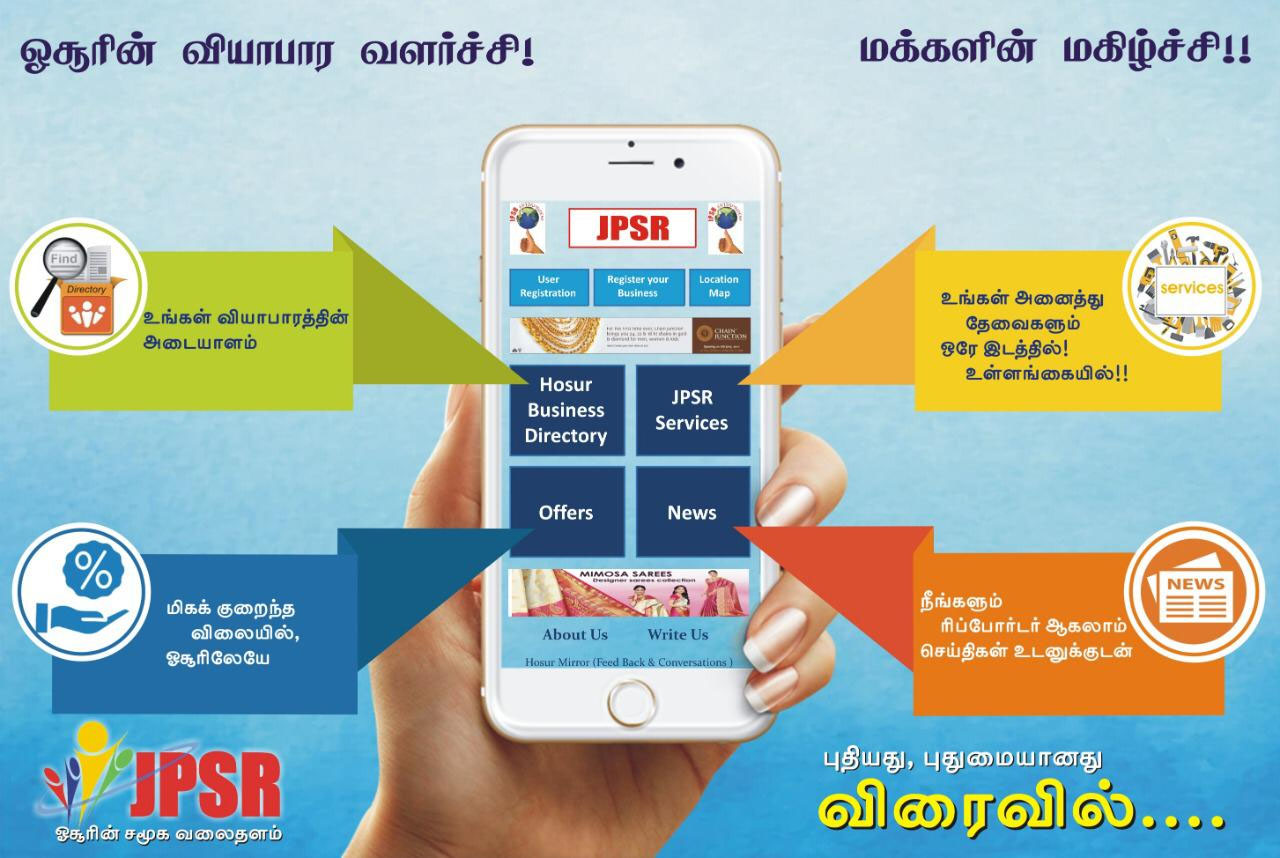 ஓசூரின் வியாபார வளர்ச்சி!
மக்களின் மகிழ்ச்சி!!
Find
Directory
உங்கள் வியாபாரத்தின்
அடையாளம்
JPSR
User
Registration
Register your
Business
Location
Map
CHAIN
JUNCTION
Hosur
Business
Directory
JPSR
Services
Offers
News
MIMOSA SAREES
Designer sarees collection
About Us
Write Us
Hosur Mirror (Feed Back & Conversations )
services
உங்கள் அனைத்து
தேவைகளும்
ஒரே இடத்தில்!
உள்ளங்கையில்!!
%
மிகக் குறைந்த
விலையில்,
ஓசூரிலேயே
NEWS
நீங்களும்
ரிப்போர்டர் ஆகலாம்
செய்திகள் உடனுக்குடன்
JPSR
ஓசூரின் சமூக வலைதளம்
புதியது, புதுமையானது
விரைவில்....